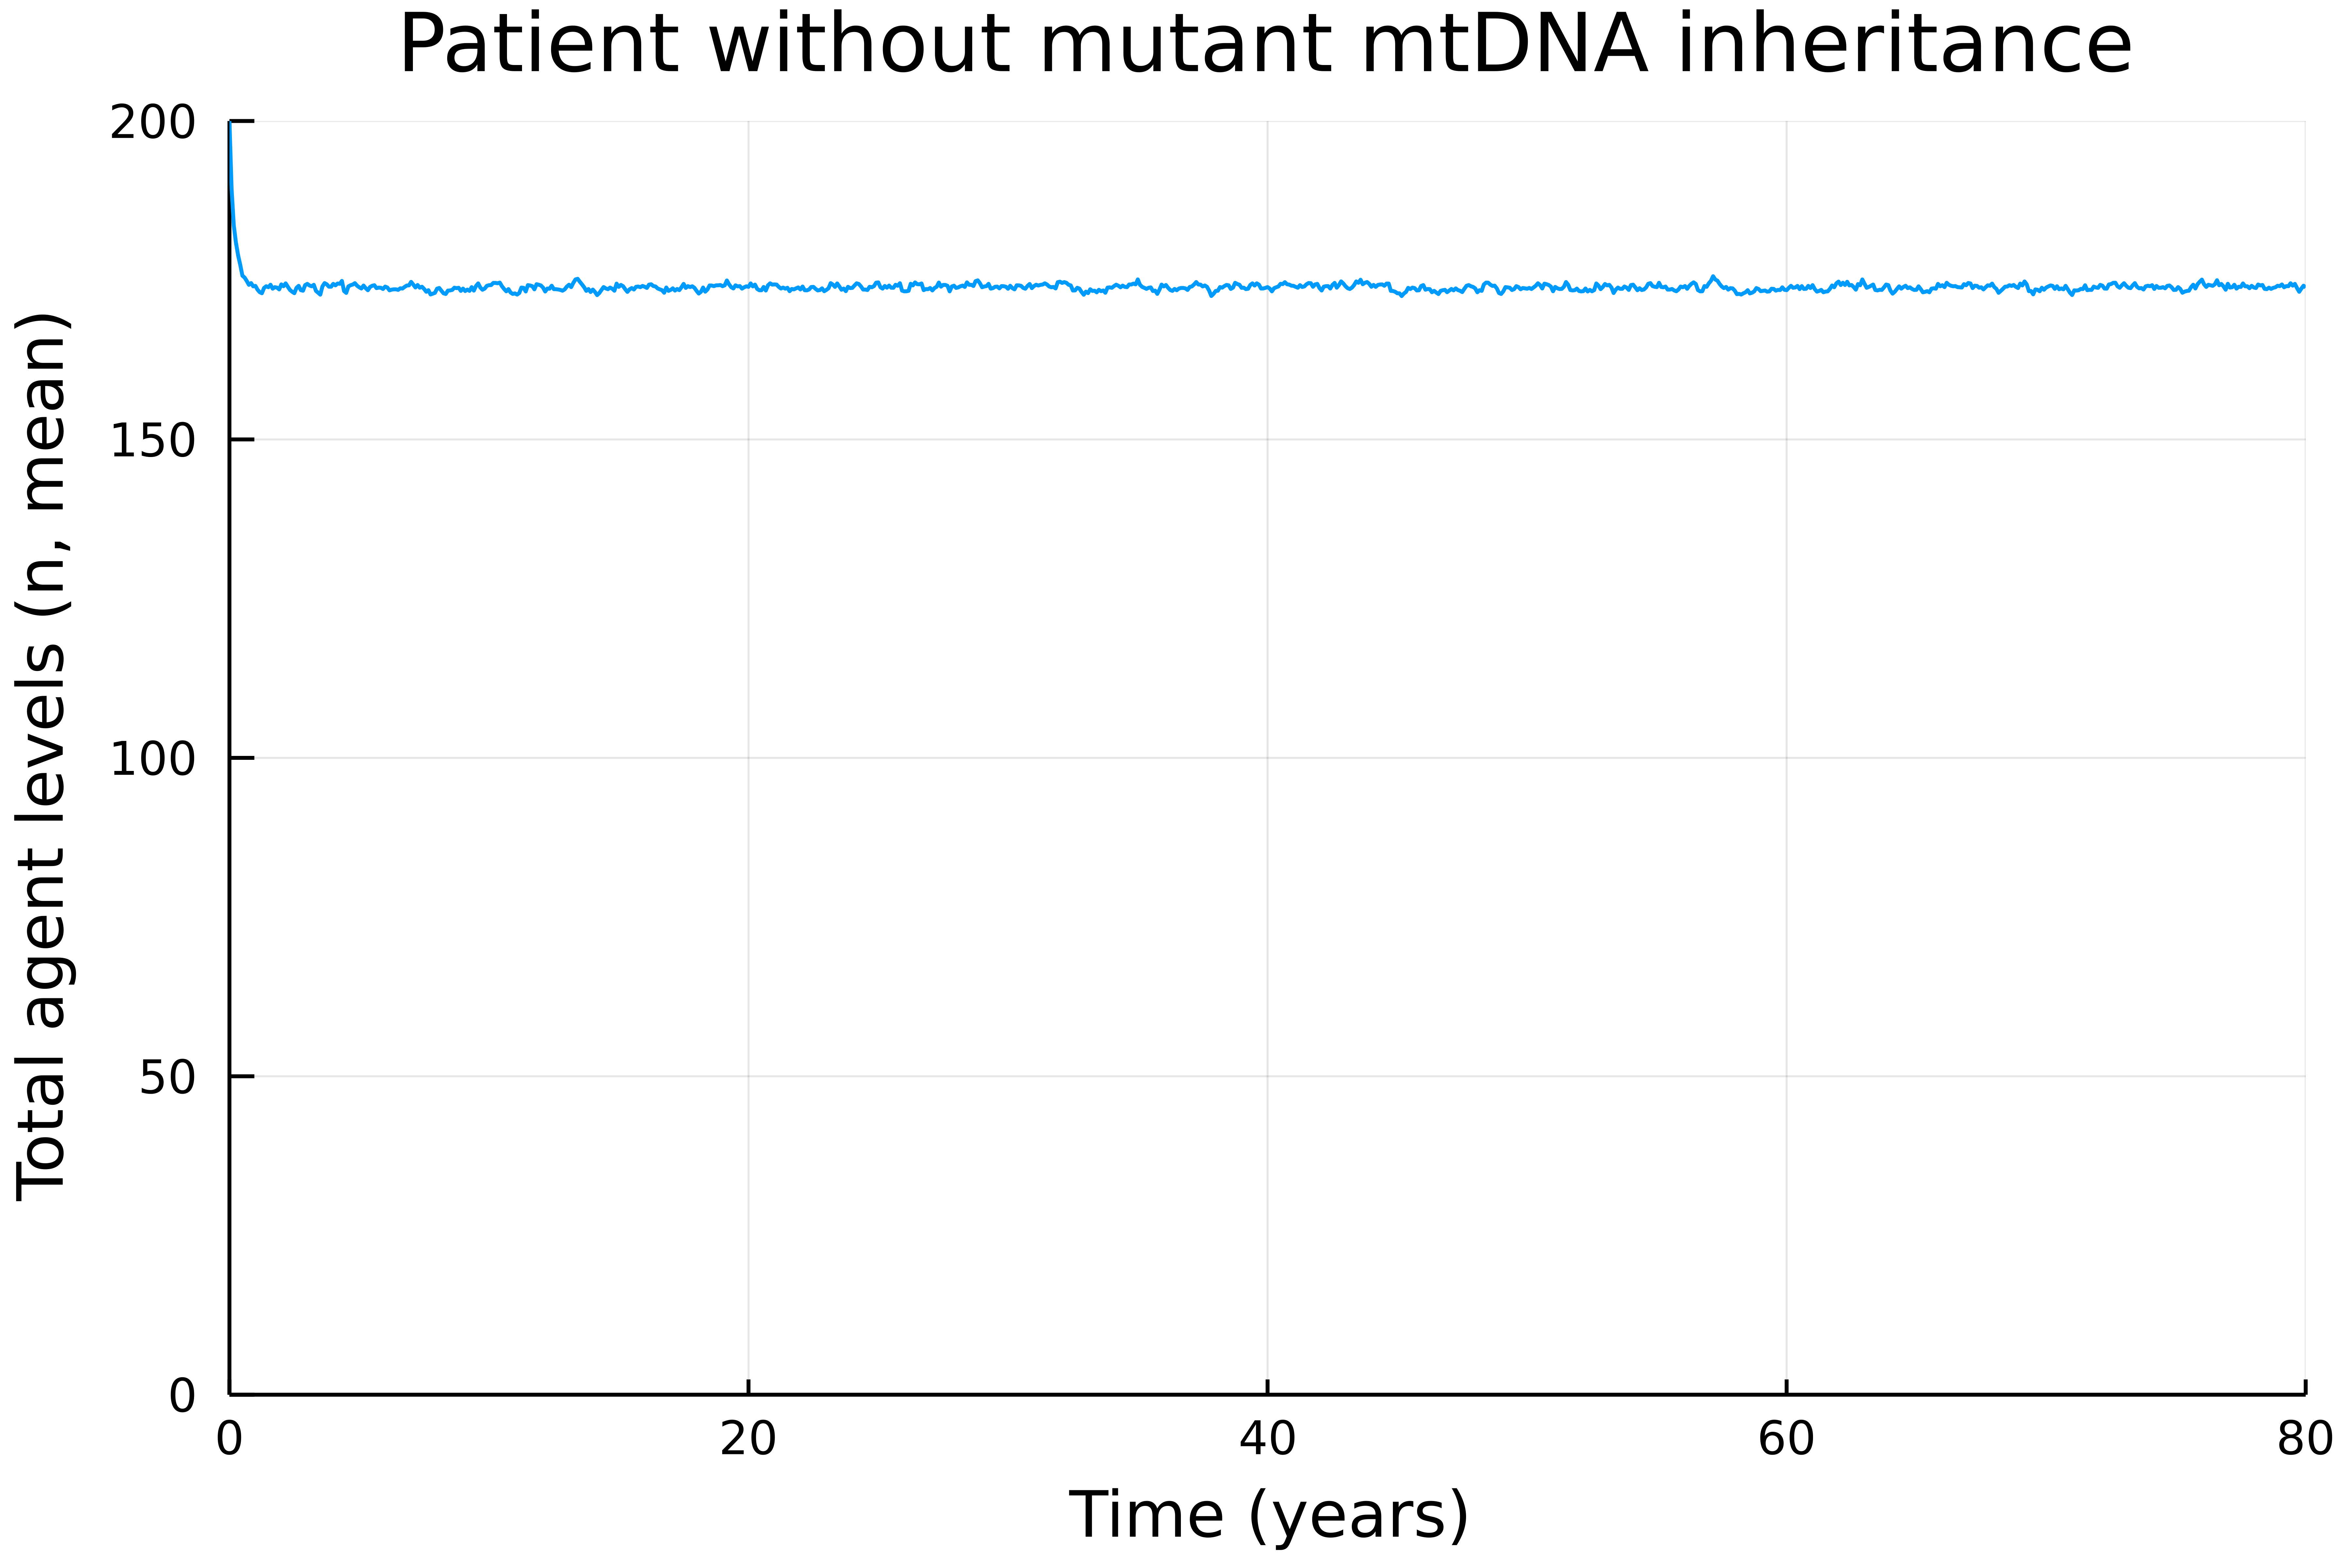 Patient without mutant mtDNA inheritance
200
150
100
50
0
Total agent levels (n, mean)
0 20 40 60 80
Time (years)